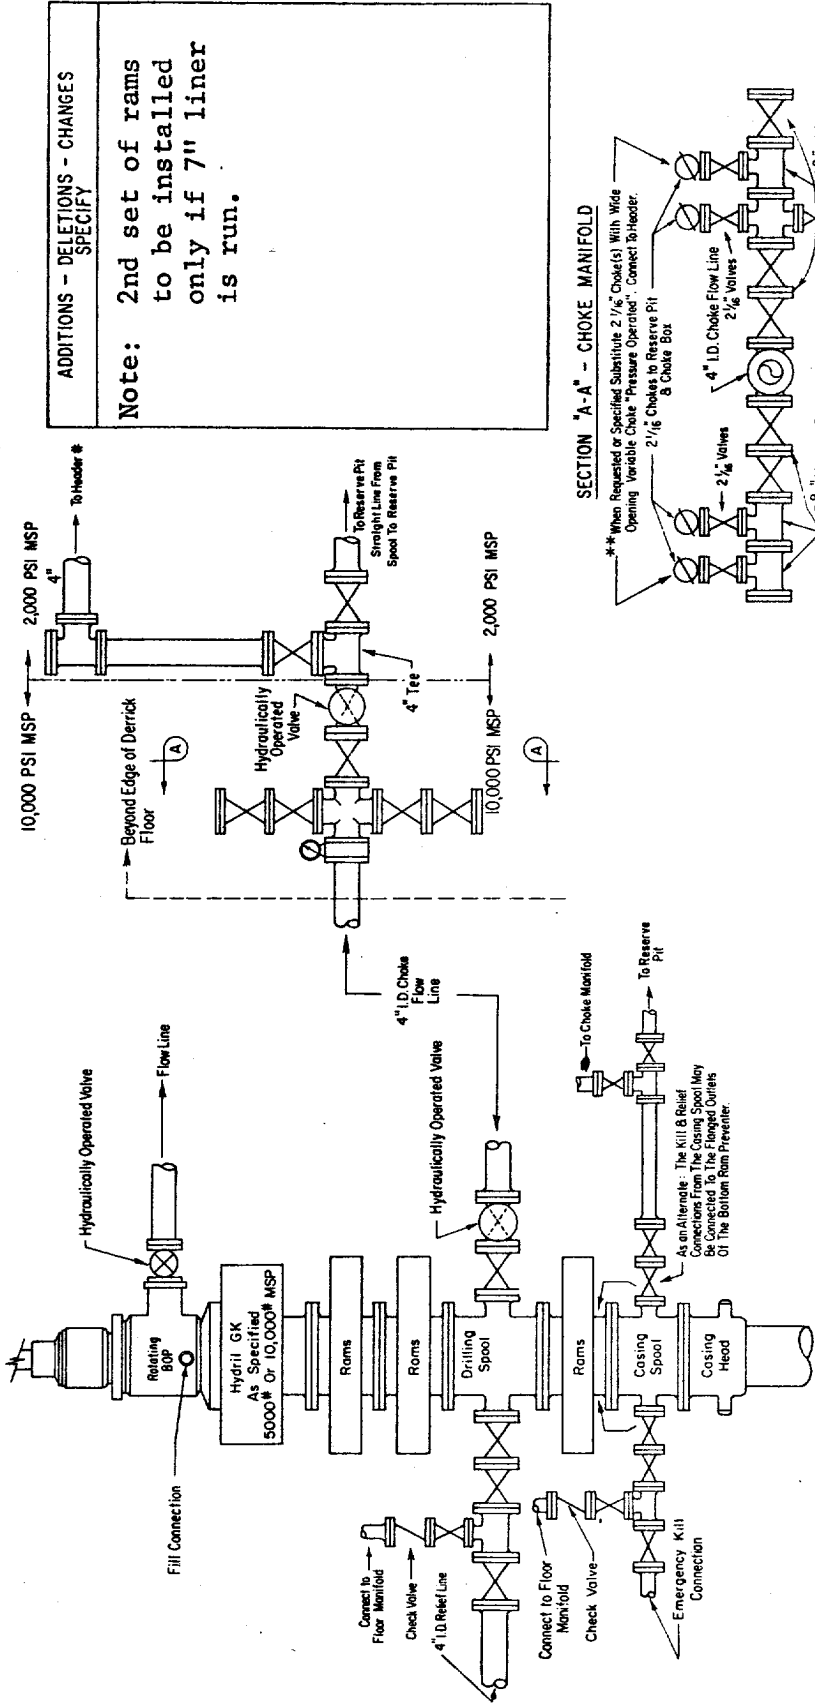 ADDITIONS - DELETIONS - CHANGES
SPECIFY
Note: 2nd set of rams
to be installed
only if 7" liner
is run.
10,000 PSI MSP
2,000 PSI MSP
4"
To Header *
Beyond Edge of Derrick
Floor
A
Hydraulically
Operated
Valve
To Reserve Pit
Straight Line From
Spool To Reserve Pit
4" Tee
10,000 PSI MSP
2,000 PSI MSP
A
4" I.D. Choke
Flow
Line
SECTION "A-A" - CHOKE MANIFOLD
** When Requested or Specified Substitute 2 1/16" Choke(s) With Wide
Opening Variable Choke "Pressure Operated". Connect To Header.
2 1/16" Chokes to Reserve Pit
& Choke Box
2 1/16" Valves
4" I.D. Choke Flow Line
2 1/16" Valves
Hydraulically Operated Valve
Flow Line
Rotating
BOP
Fill Connection
Hydril GK
As Specified
5000# Or 10,000# MSP
Rams
Rams
Drilling
Spool
Hydraulically Operated Valve
Connect to
Floor Manifold
Check Valve
4" I.D. Relief Line
Rams
Casing
Spool
Casing
Head
To Choke Manifold
To Reserve
Pit
As an Alternate: The Kill & Relief
Connections From The Casing Spool May
Be Connected To The Flanged Outlets
Of The Bottom Ram Preventer.
Connect to Floor
Manifold
Check Valve
Emergency Kill
Connection